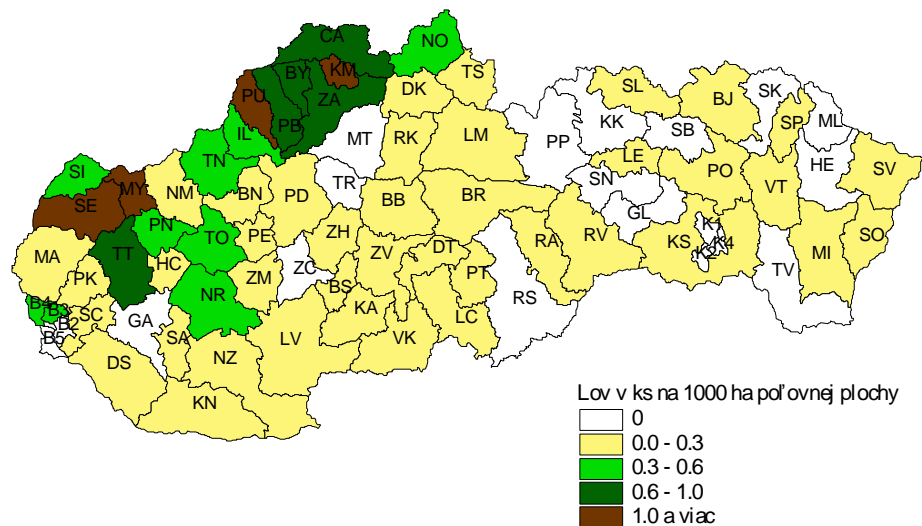 CA
NO
BY
KM
TS
PU
ZA
DK
SL
BJ
SK
ML
SP
IL
PB
MT
RK
LM
PP
KK
SB
HE
SI
TN
LE
SV
MY
NM
BN
PD
TR
BB
BR
SN
PO
VT
SE
GL
PN
TO
PE
ZH
ZV
DT
RA
RV
KS
K1
K4
K2
SO
MA
TT
HC
ZM
ZC
PT
TV
MI
PK
NR
BS
RS
B4
B3
SC
KA
LC
B2
GA
SA
B5
LV
VK
DS
NZ
KN
Lov v ks na 1000 ha poľovnej plochy
0
0.0 - 0.3
0.3 - 0.6
0.6 - 1.0
1.0 a viac